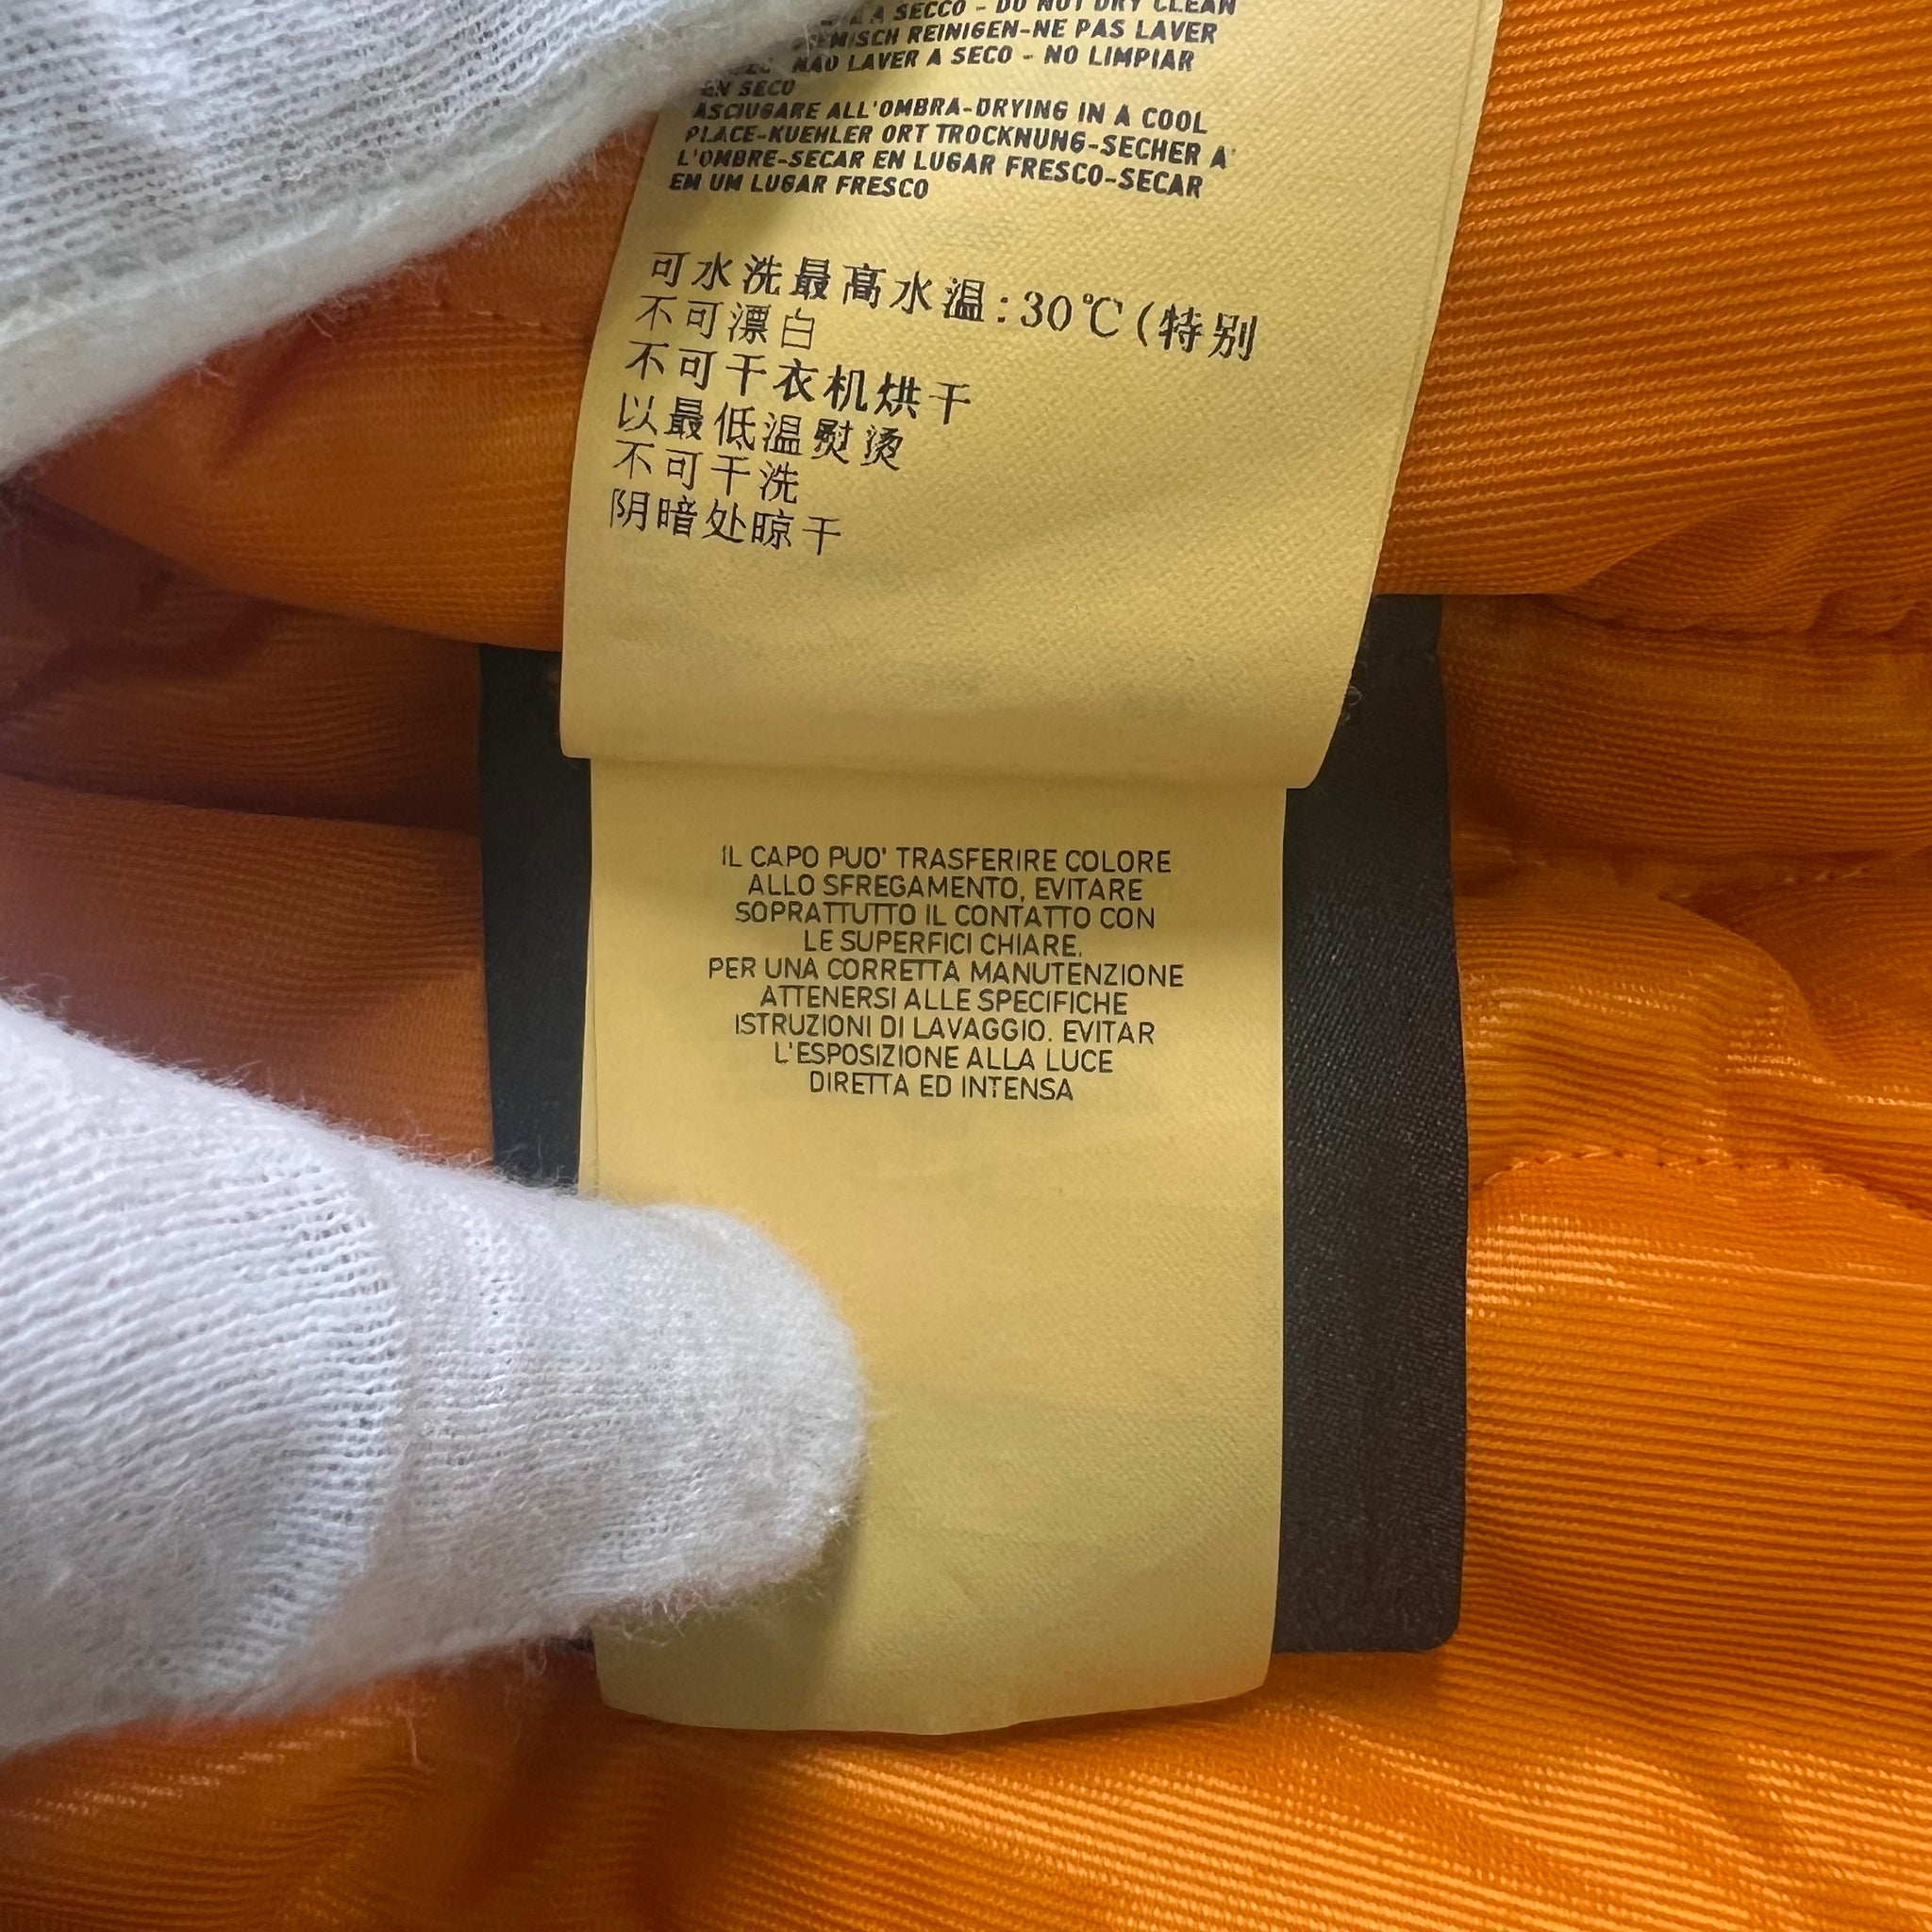 A SECCO - DO NOT DRY CLEAN
REINIGEN-NE PAS LAVER
NAO LAVER A SECO - NO LIMPIAR
EN SECO
ASCIUGARE ALL'OMBRA-DRYING IN A COOL
PLACE-KUEHLER ORT TROCKNUNG-SECHER A'
L'OMBRE-SECAR EN LUGAR FRESCO-SECAR
EM UM LUGAR FRESCO
可水洗最高水温:30℃(特别
不可漂白
不可干衣机烘干
以最低温熨烫
不可干洗
阴暗处晾干
IL CAPO PUO' TRASFERIRE COLORE
ALLO SFREGAMENTO, EVITARE
SOPRATTUTTO IL CONTATTO CON
LE SUPERFICI CHIARE.
PER UNA CORRETTA MANUTENZIONE
ATTENERSI ALLE SPECIFICHE
ISTRUZIONI DI LAVAGGIO. EVITAR
L'ESPOSIZIONE ALLA LUCE
DIRETTA ED INTENSA